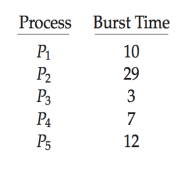 Process Burst Time
P₁ 10
P₂ 29
P₃ 3
P₄ 7
P₅ 12